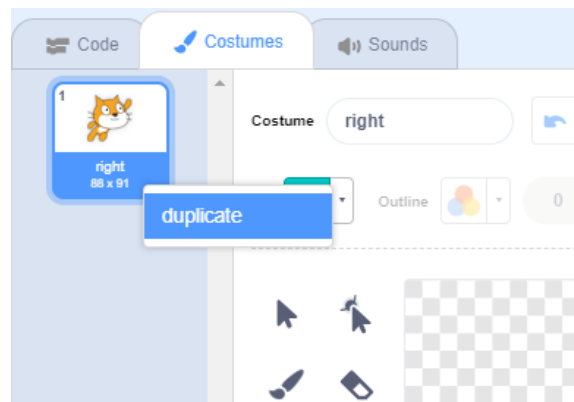 Code
Costumes
Sounds
1
right
88 x 91
duplicate
Costume
right
Outline
0